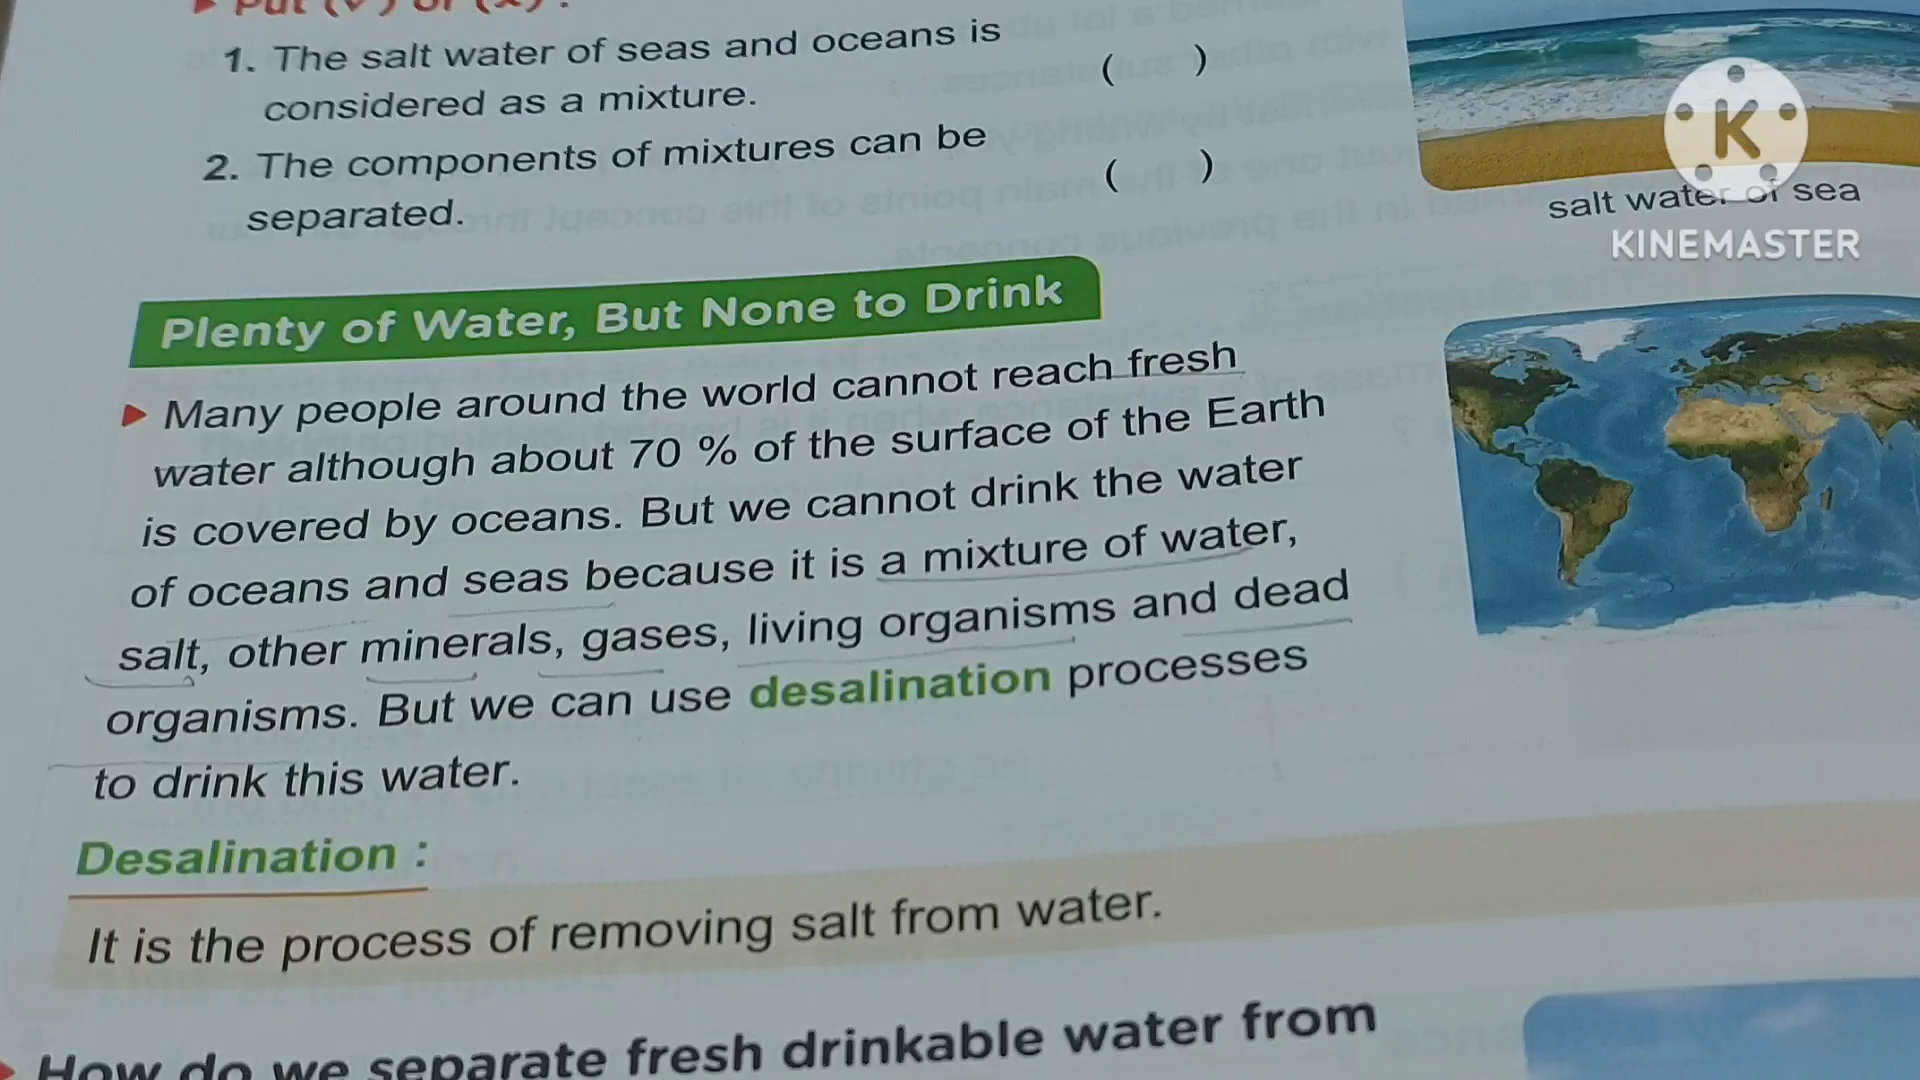 Put (✓) or (x) :
1. The salt water of seas and oceans is
considered as a mixture. ( )
2. The components of mixtures can be
separated. ( )
salt water of sea
KINEMASTER
Plenty of Water, But None to Drink
Many people around the world cannot reach fresh
water although about 70 % of the surface of the Earth
is covered by oceans. But we cannot drink the water
of oceans and seas because it is a mixture of water,
salt, other minerals, gases, living organisms and dead
organisms. But we can use desalination processes
to drink this water.
Desalination :
It is the process of removing salt from water.
How do we separate fresh drinkable water from